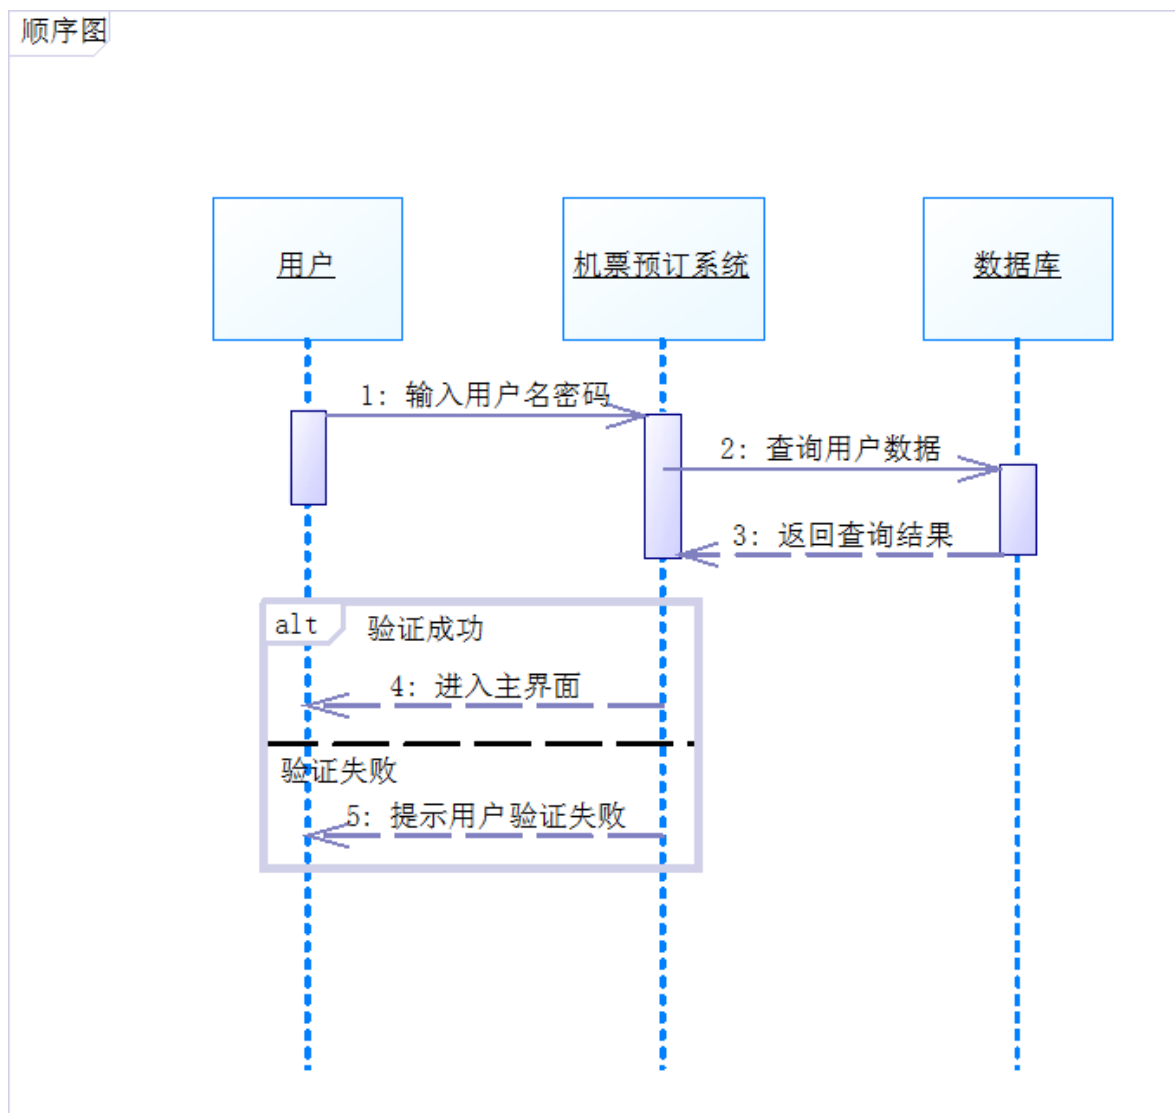 顺序图
用户
机票预订系统
数据库
1: 输入用户名密码
2: 查询用户数据
3: 返回查询结果
alt
验证成功
4: 进入主界面
验证失败
5: 提示用户验证失败